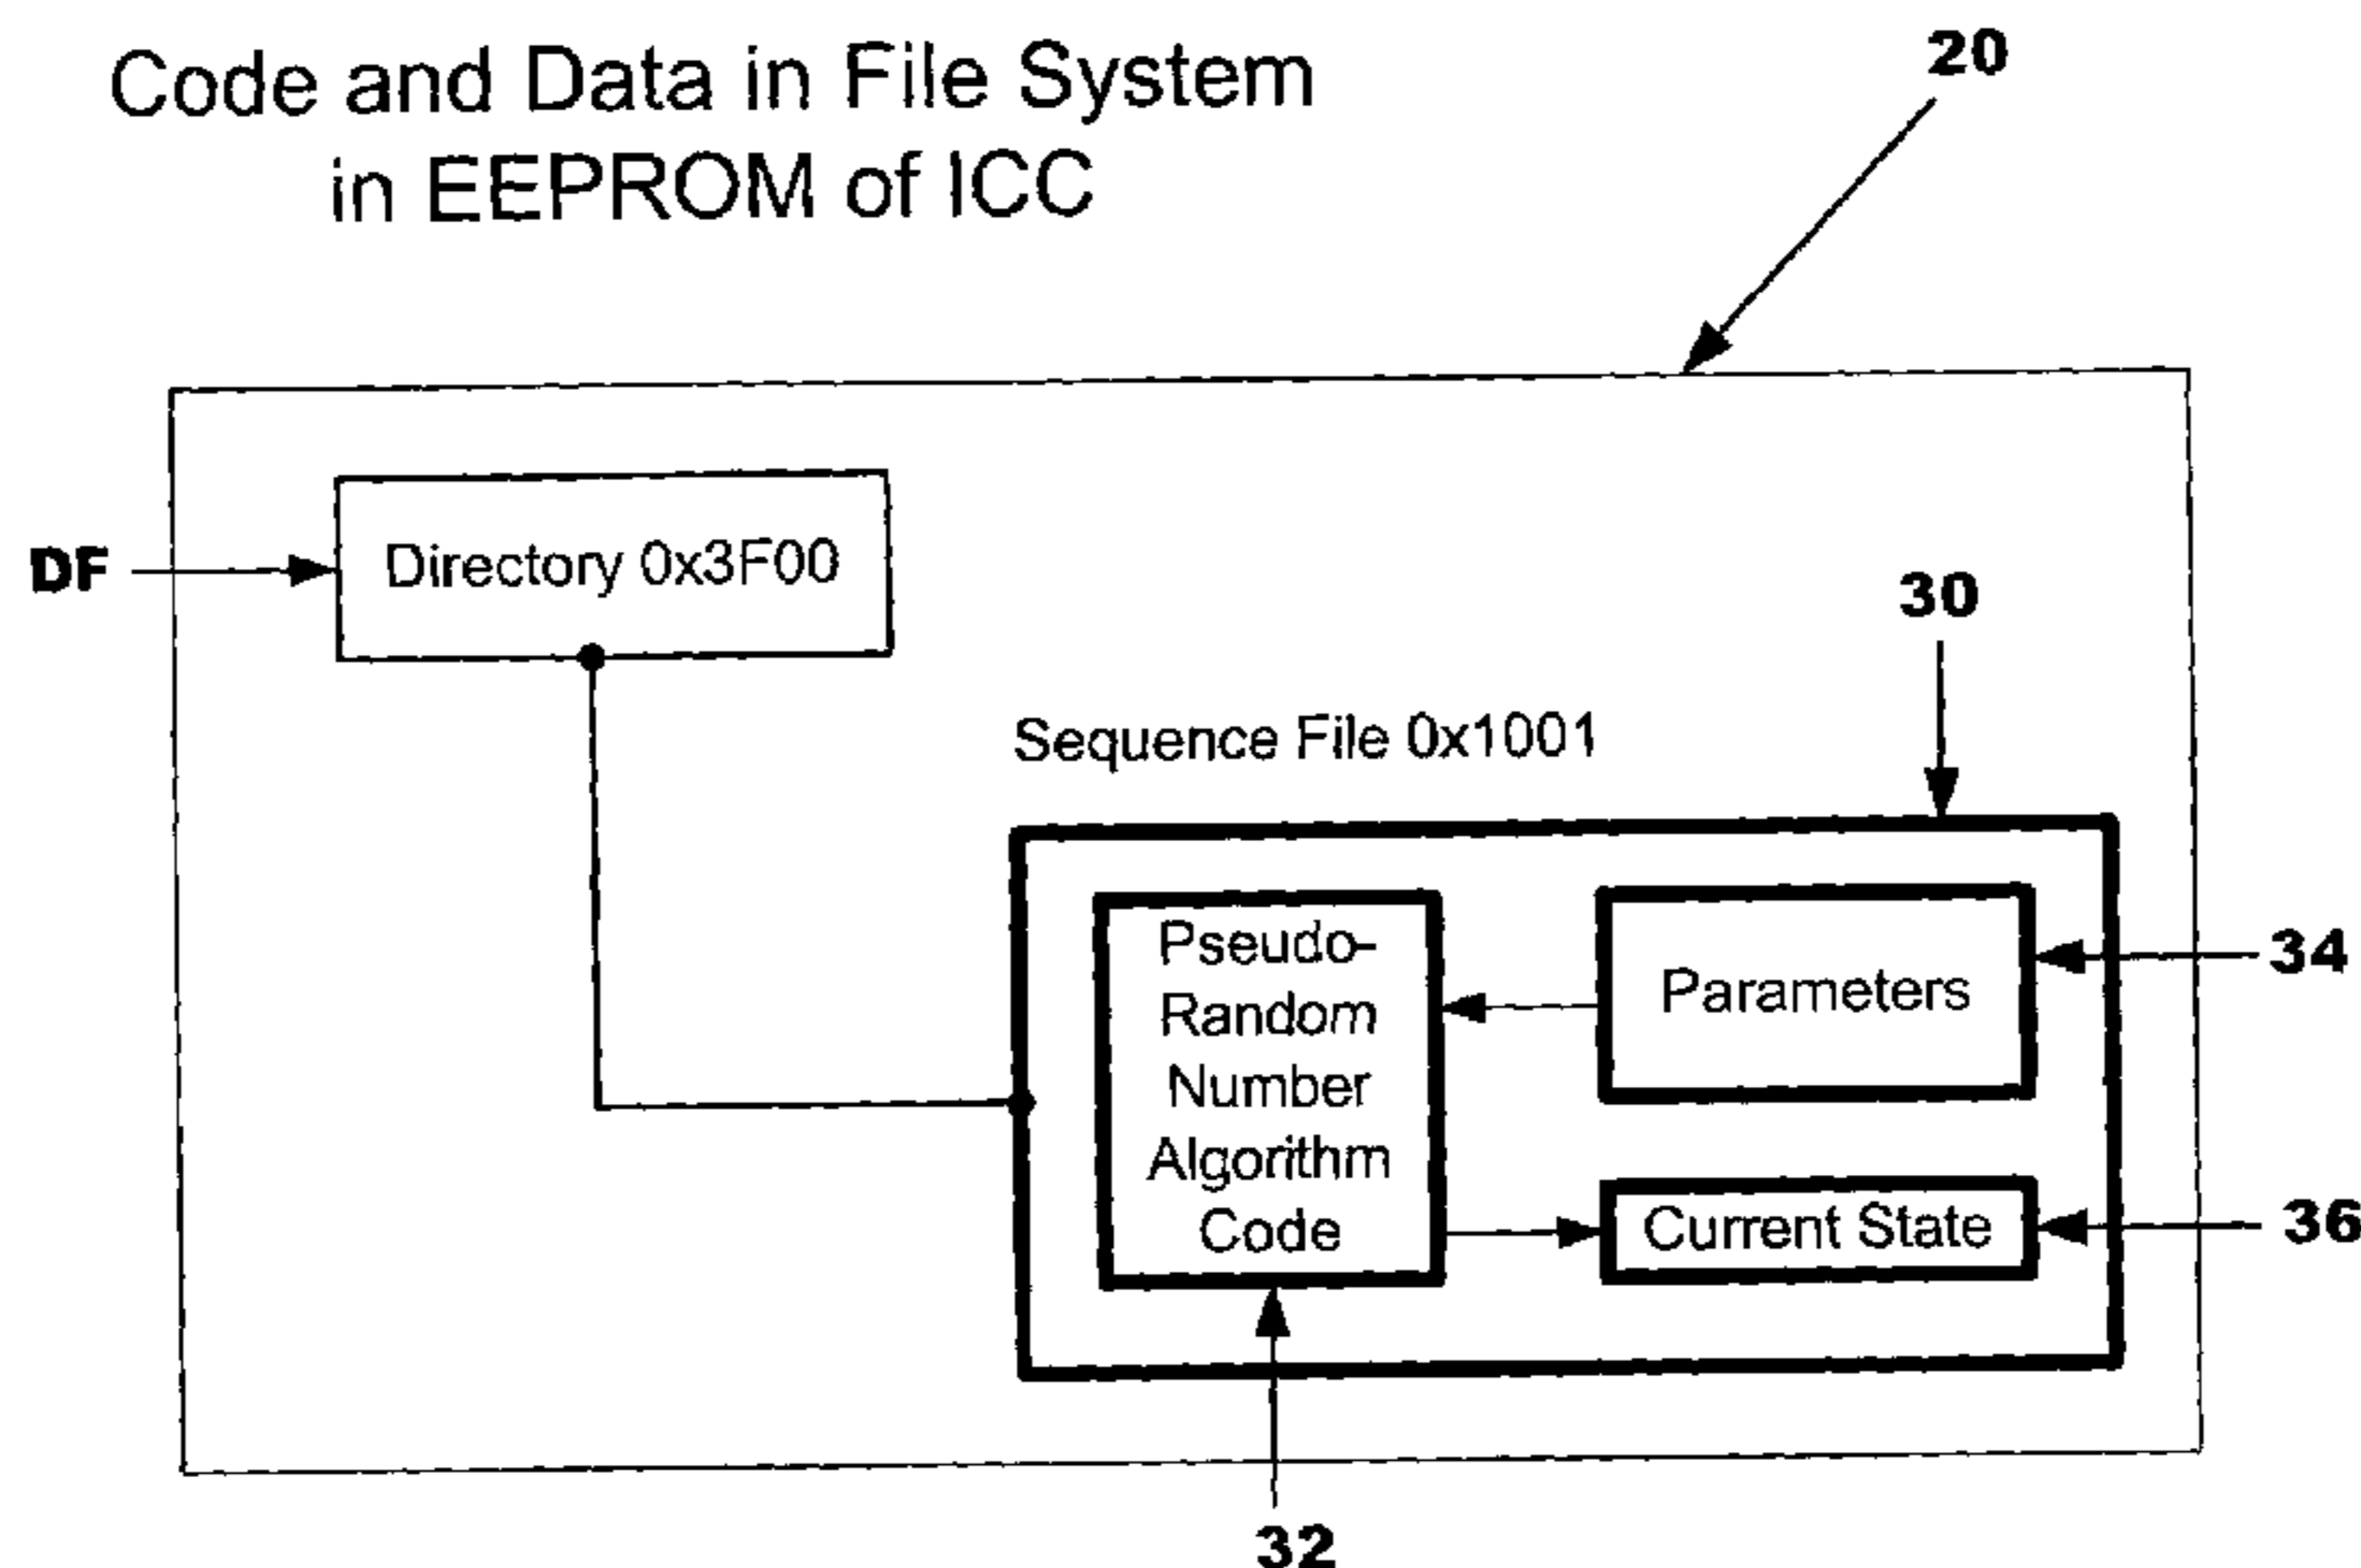 Code and Data in File System
in EEPROM of ICC
20
DF
Directory 0x3F00
30
Sequence File 0x1001
Pseudo-
Random
Number
Algorithm
Code
Parameters
34
Current State
36
32